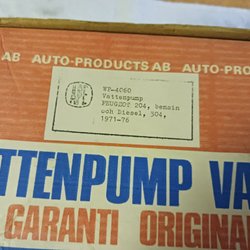 AB AUTO-PRODUCTS AB AUTO-PRO
WP-4060
Vattenpump
PEUGEOT 204, bensin
och Diesel, 304,
1971-76
TTENPUMP VA
GARANTI ORIGINA